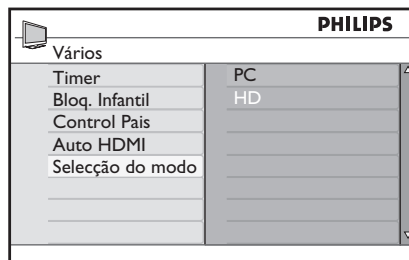 PHILIPS
Vários
Timer
Bloq. Infantil
Control Pais
Auto HDMI
Selecção do modo
PC
HD